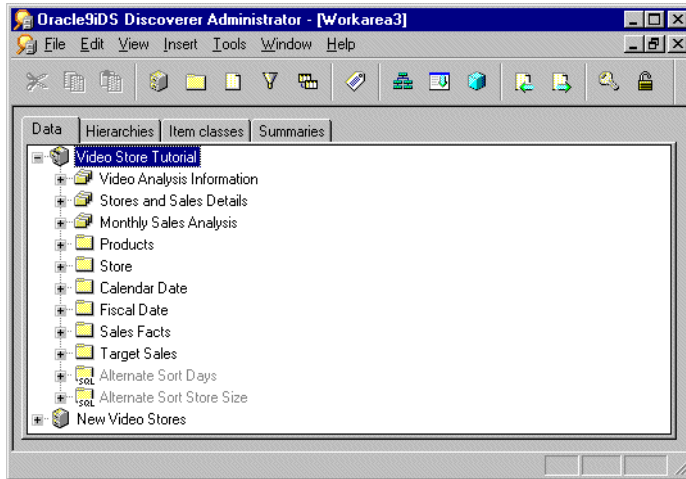 Oracle9iDS Discoverer Administrator - [Workarea3]
File Edit View Insert Tools Window Help
Data Hierarchies Item classes Summaries
Video Store Tutorial
Video Analysis Information
Stores and Sales Details
Monthly Sales Analysis
Products
Store
Calendar Date
Fiscal Date
Sales Facts
Target Sales
SQL Alternate Sort Days
SQL Alternate Sort Store Size
New Video Stores